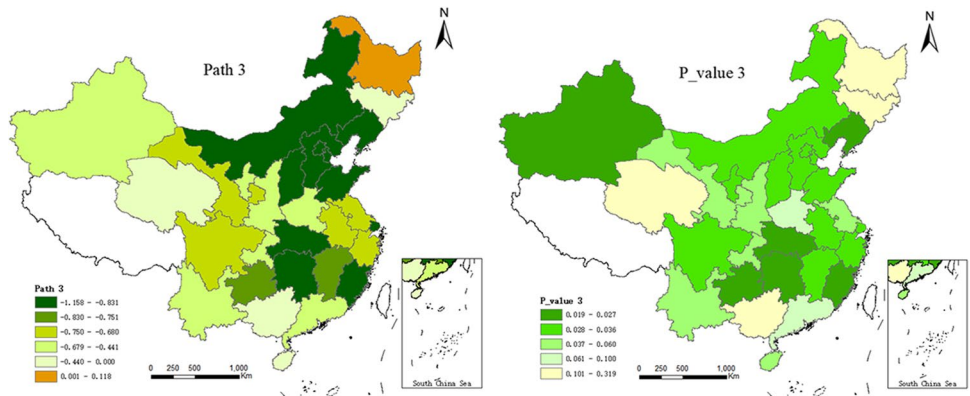 N
Path 3
Path 3
-1.158 - -0.831
-0.830 - -0.751
-0.750 - -0.680
-0.679 - -0.441
-0.440 - 0.000
0.001 - 0.118
0 500 1,000
Km
South China Sea
N
P_value 3
P_value 3
0.019 - 0.027
0.028 - 0.036
0.037 - 0.060
0.061 - 0.100
0.101 - 0.319
0 500 1,000
Km
South China Sea